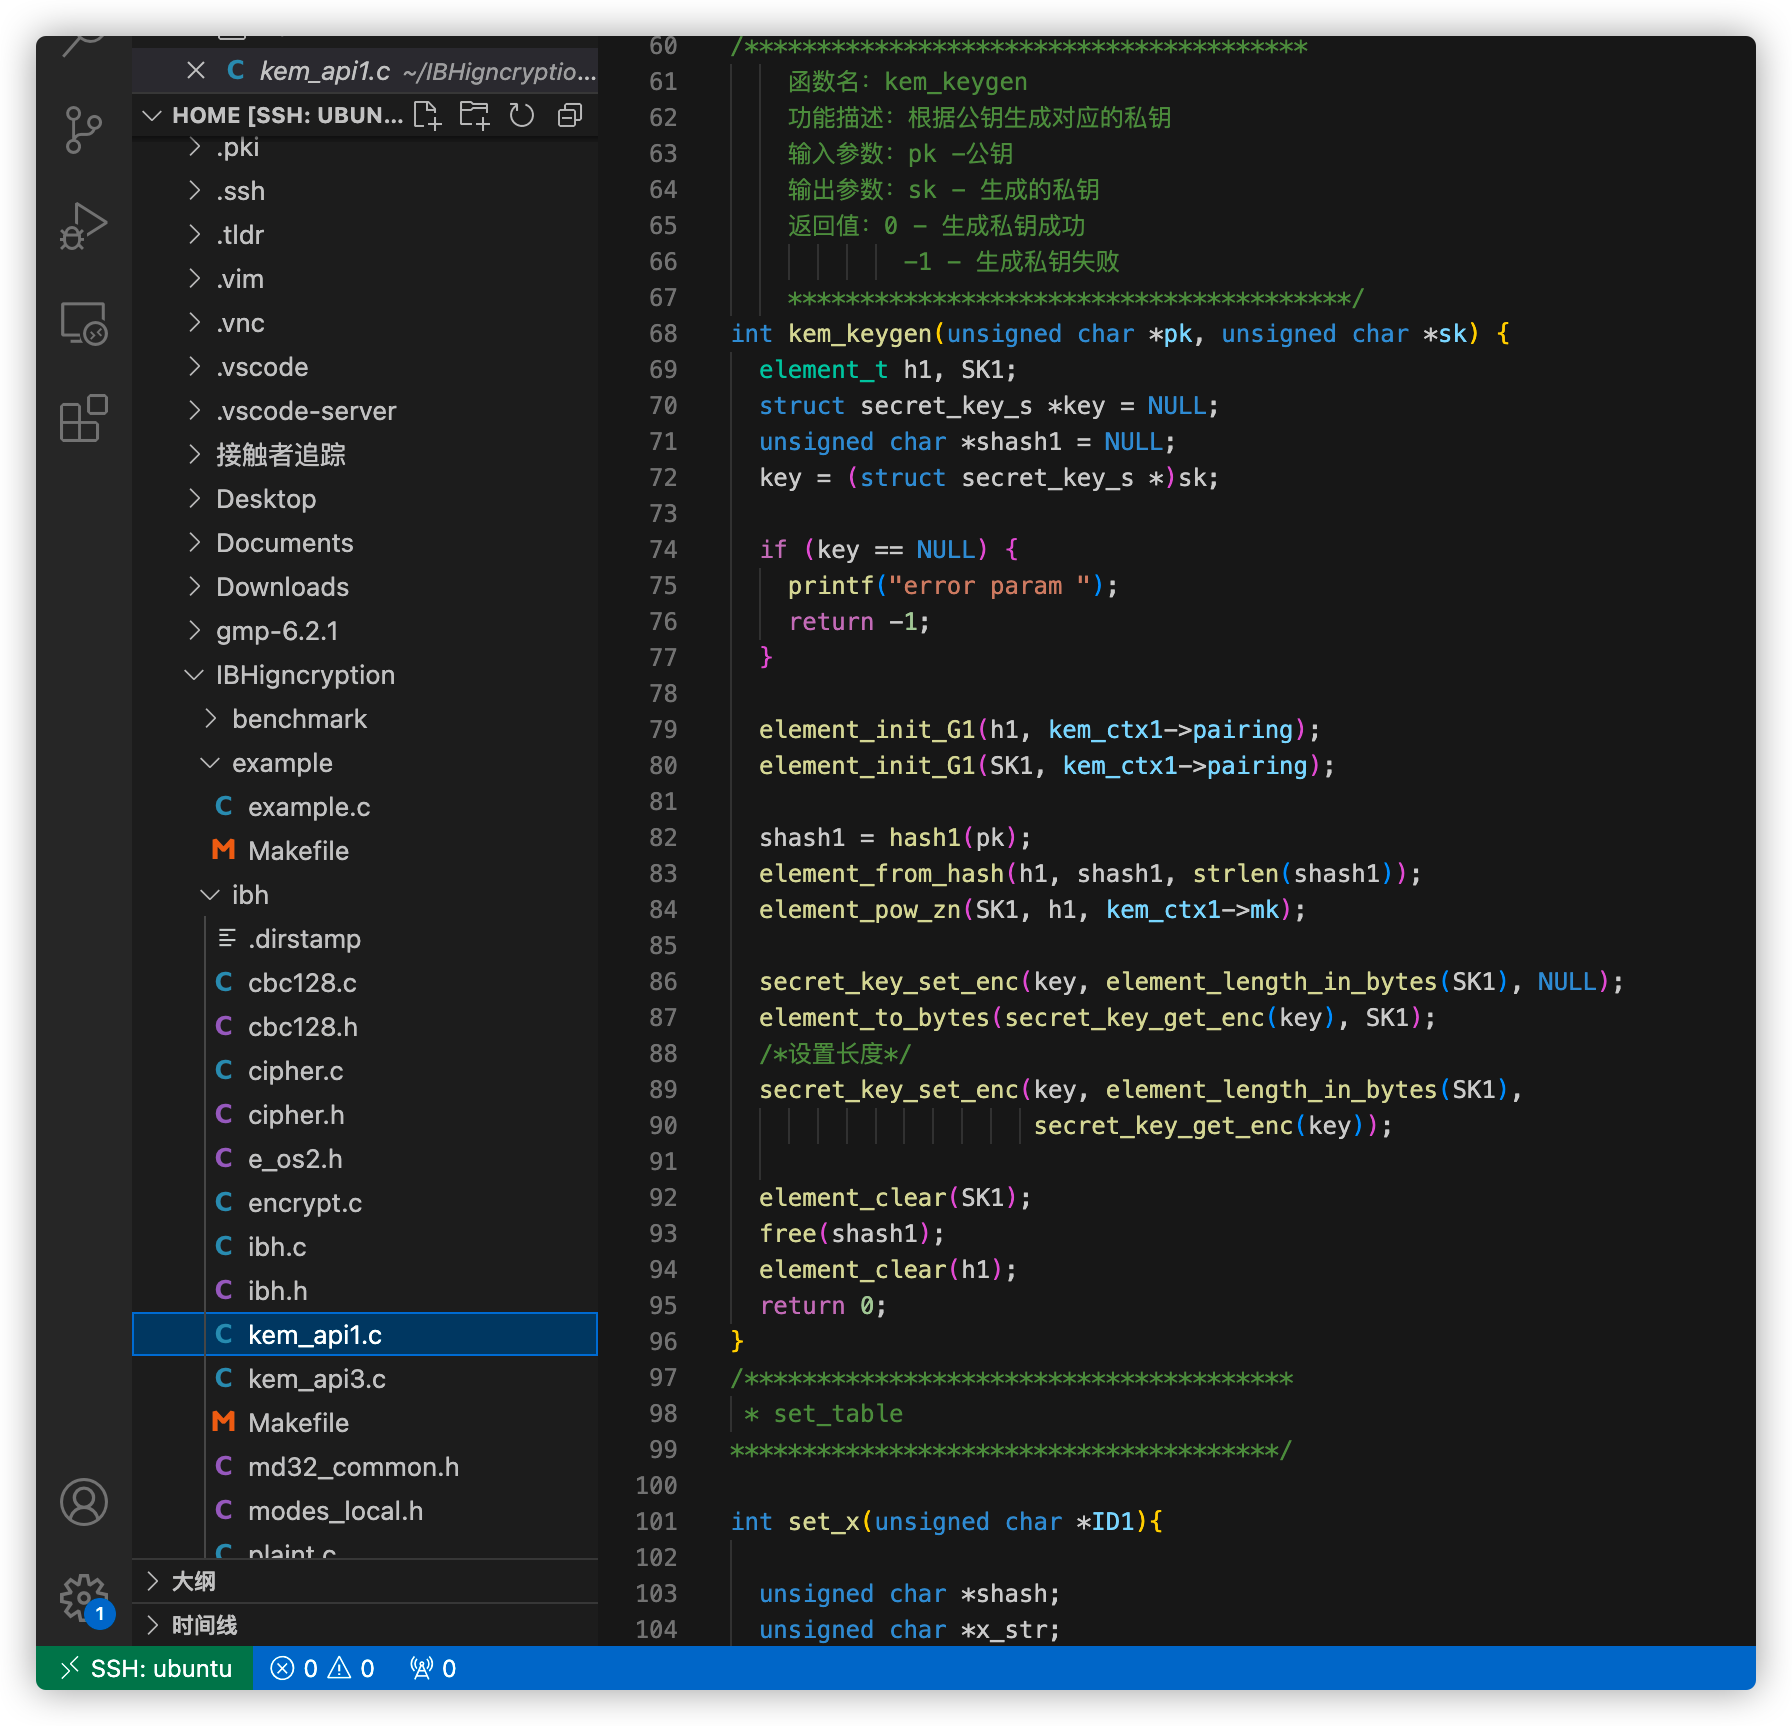 kem_api1.c ~/IBHigncryptio...
HOME [SSH: UBUN...
.pki
.ssh
.tldr
.vim
.vnc
.vscode
.vscode-server
接触者追踪
Desktop
Documents
Downloads
gmp-6.2.1
IBHigncryption
benchmark
example
C example.c
M Makefile
ibh
.dirstamp
C cbc128.c
C cbc128.h
C cipher.c
C cipher.h
C e_os2.h
C encrypt.c
C ibh.c
C ibh.h
C kem_api1.c
C kem_api3.c
M Makefile
C md32_common.h
C modes_local.h
C plaint.c
大纲
时间线
1
SSH: ubuntu 0 0 0
60 /***************************************
61 函数名: kem_keygen
62 功能描述: 根据公钥生成对应的私钥
63 输入参数: pk -公钥
64 输出参数: sk - 生成的私钥
65 返回值: 0 - 生成私钥成功
66 -1 - 生成私钥失败
67 ***************************************/
68 int kem_keygen(unsigned char *pk, unsigned char *sk) {
69 element_t h1, SK1;
70 struct secret_key_s *key = NULL;
71 unsigned char *shash1 = NULL;
72 key = (struct secret_key_s *)sk;
73
74 if (key == NULL) {
75 printf("error param ");
76 return -1;
77 }
78
79 element_init_G1(h1, kem_ctx1->pairing);
80 element_init_G1(SK1, kem_ctx1->pairing);
81
82 shash1 = hash1(pk);
83 element_from_hash(h1, shash1, strlen(shash1));
84 element_pow_zn(SK1, h1, kem_ctx1->mk);
85
86 secret_key_set_enc(key, element_length_in_bytes(SK1), NULL);
87 element_to_bytes(secret_key_get_enc(key), SK1);
88 /*设置长度*/
89 secret_key_set_enc(key, element_length_in_bytes(SK1),
90 secret_key_get_enc(key));
91
92 element_clear(SK1);
93 free(shash1);
94 element_clear(h1);
95 return 0;
96 }
97 /**************************************
98 * set_table
99 **************************************/
100
101 int set_x(unsigned char *ID1){
102
103 unsigned char *shash;
104 unsigned char *x_str;